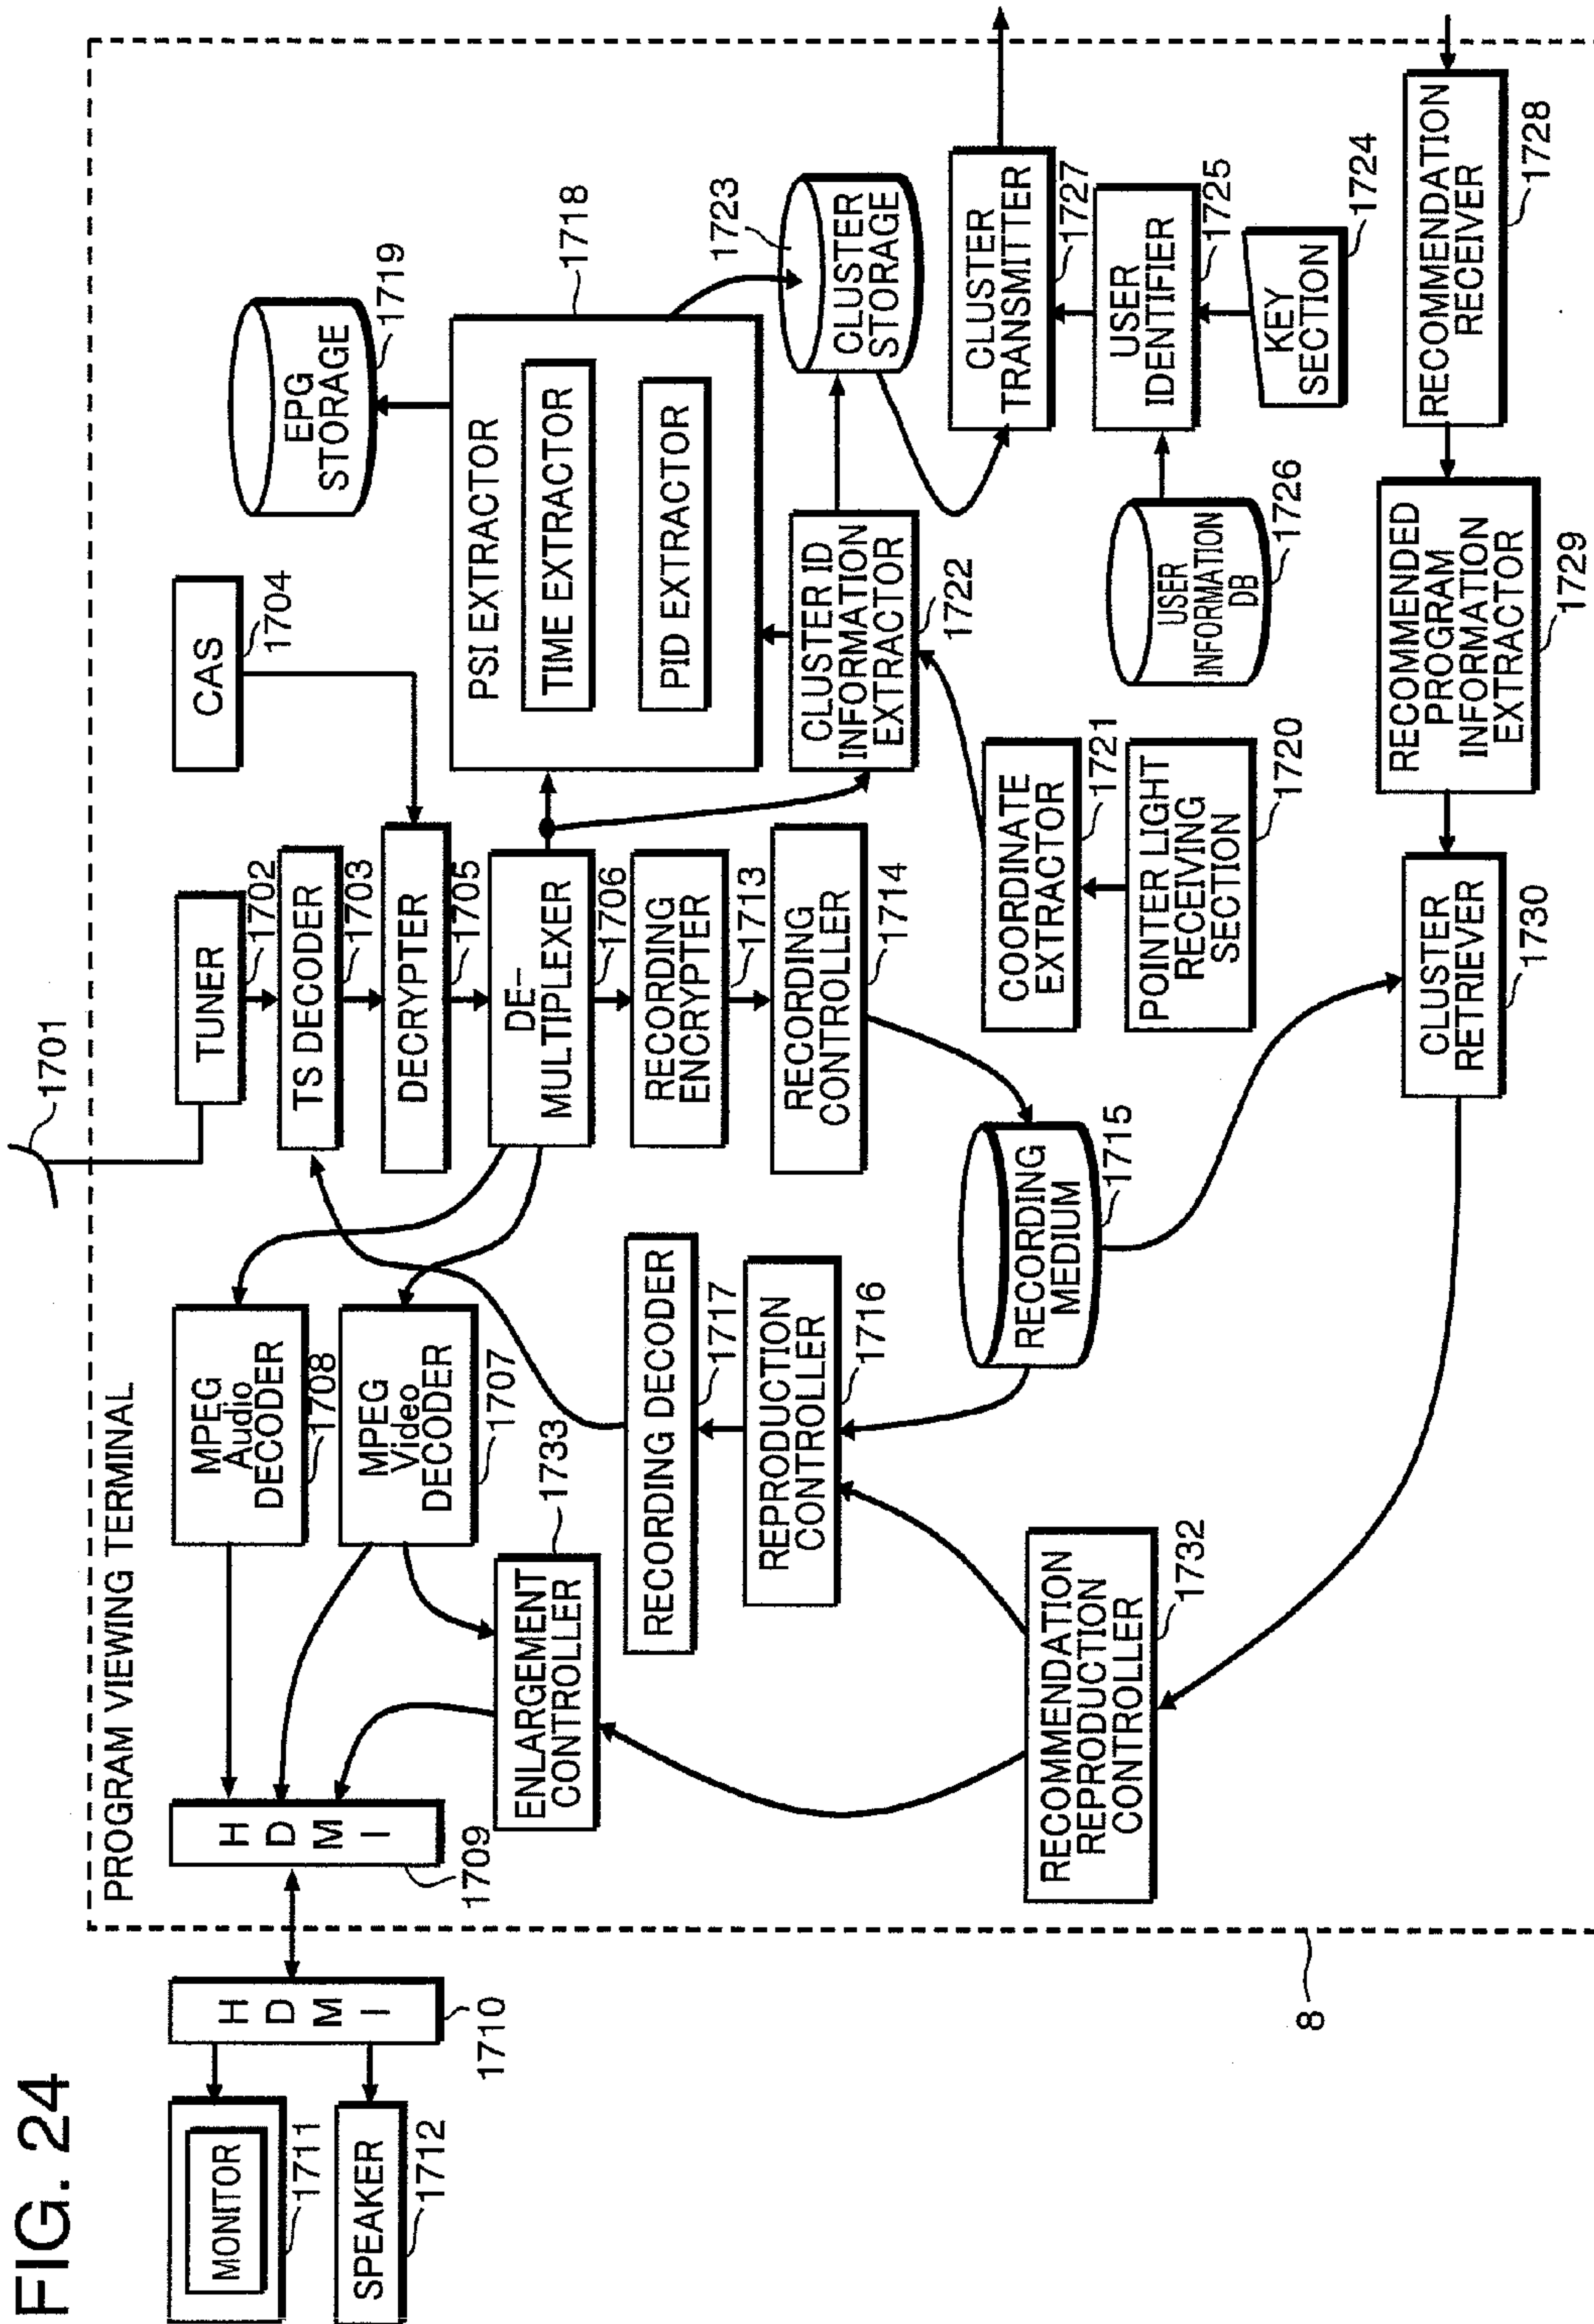 FIG. 24
PROGRAM VIEWING TERMINAL
1701
MONITOR
1711
SPEAKER
1712
H
D
M
I
1710
H
D
M
I
1709
MPEG
Audio
DECODER
1708
MPEG
Video
DECODER
1707
ENLARGEMENT
CONTROLLER
1733
TUNER
1702
TS DECODER
1703
CAS
1704
DECRYPTER
1705
DE-
MULTIPLEXER
1706
RECORDING
ENCRYPTER
1713
RECORDING
CONTROLLER
1714
EPG
STORAGE
1719
PSI EXTRACTOR
TIME EXTRACTOR
PID EXTRACTOR
1718
RECORDING DECODER
1717
REPRODUCTION
CONTROLLER
1716
RECORDING
MEDIUM
1715
CLUSTER ID
INFORMATION
EXTRACTOR
1722
CLUSTER
STORAGE
1723
COORDINATE
EXTRACTOR
1721
POINTER LIGHT
RECEIVING
SECTION
1720
CLUSTER
TRANSMITTER
1727
USER
IDENTIFIER
1725
KEY
SECTION
1724
USER
INFORMATION
DB
1726
RECOMMENDATION
REPRODUCTION
CONTROLLER
1732
CLUSTER
RETRIEVER
1730
RECOMMENDED
PROGRAM
INFORMATION
EXTRACTOR
1729
RECOMMENDATION
RECEIVER
1728
8